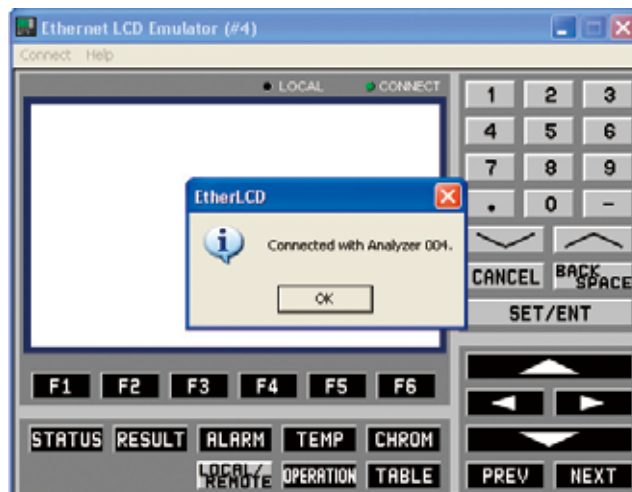 Ethernet LCD Emulator (#4)
Connect Help
LOCAL CONNECT
1 2 3
4 5 6
7 8 9
. 0 -
EtherLCD
Connected with Analyzer 004.
OK
CANCEL BACK SPACE
SET/ENT
F1 F2 F3 F4 F5 F6
STATUS RESULT ALARM TEMP CHROM
LOCAL/REMOTE OPERATION TABLE
PREV NEXT